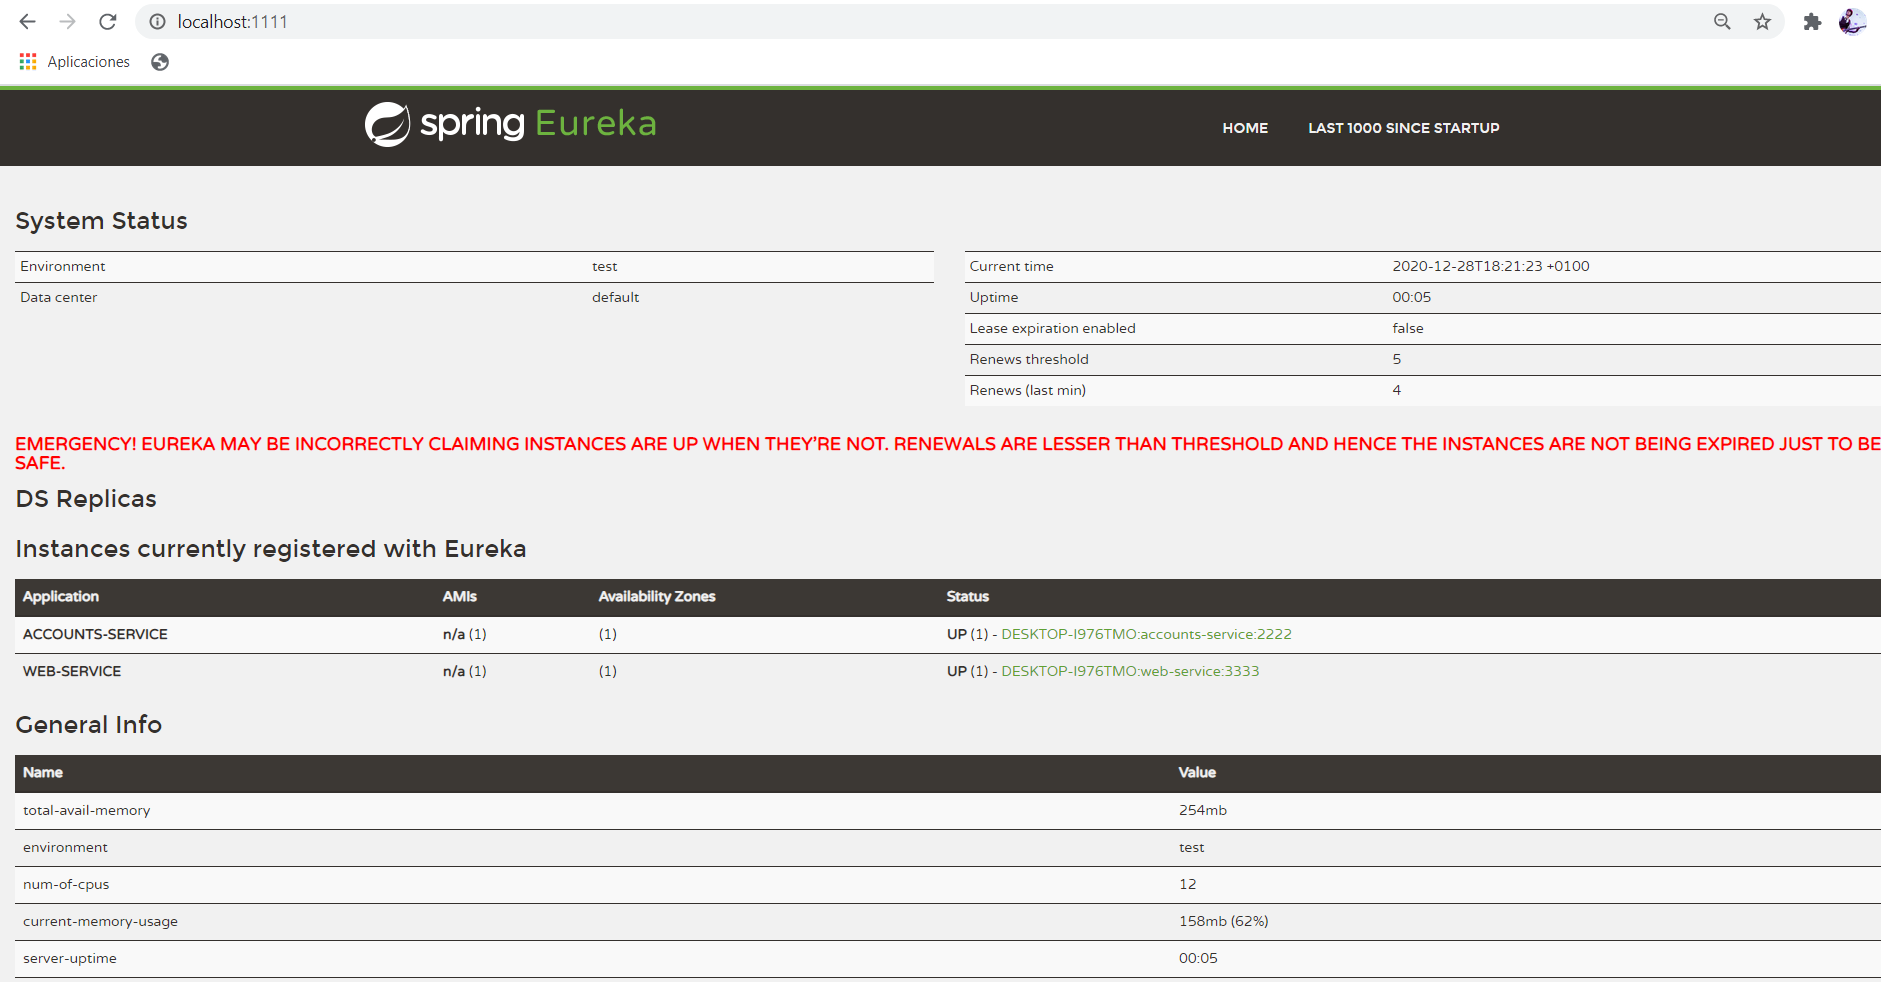 localhost:1111
Aplicaciones
spring Eureka
HOME LAST 1000 SINCE STARTUP
System Status
Environment test
Data center default
Current time 2020-12-28T18:21:23 +0100
Uptime 00:05
Lease expiration enabled false
Renews threshold 5
Renews (last min) 4
EMERGENCY! EUREKA MAY BE INCORRECTLY CLAIMING INSTANCES ARE UP WHEN THEY'RE NOT. RENEWALS ARE LESSER THAN THRESHOLD AND HENCE THE INSTANCES ARE NOT BEING EXPIRED JUST TO BE
SAFE.
DS Replicas
Instances currently registered with Eureka
Application AMIs Availability Zones Status
ACCOUNTS-SERVICE n/a (1) (1) UP (1) - DESKTOP-I976TMO:accounts-service:2222
WEB-SERVICE n/a (1) (1) UP (1) - DESKTOP-I976TMO:web-service:3333
General Info
Name Value
total-avail-memory 254mb
environment test
num-of-cpus 12
current-memory-usage 158mb (62%)
server-uptime 00:05